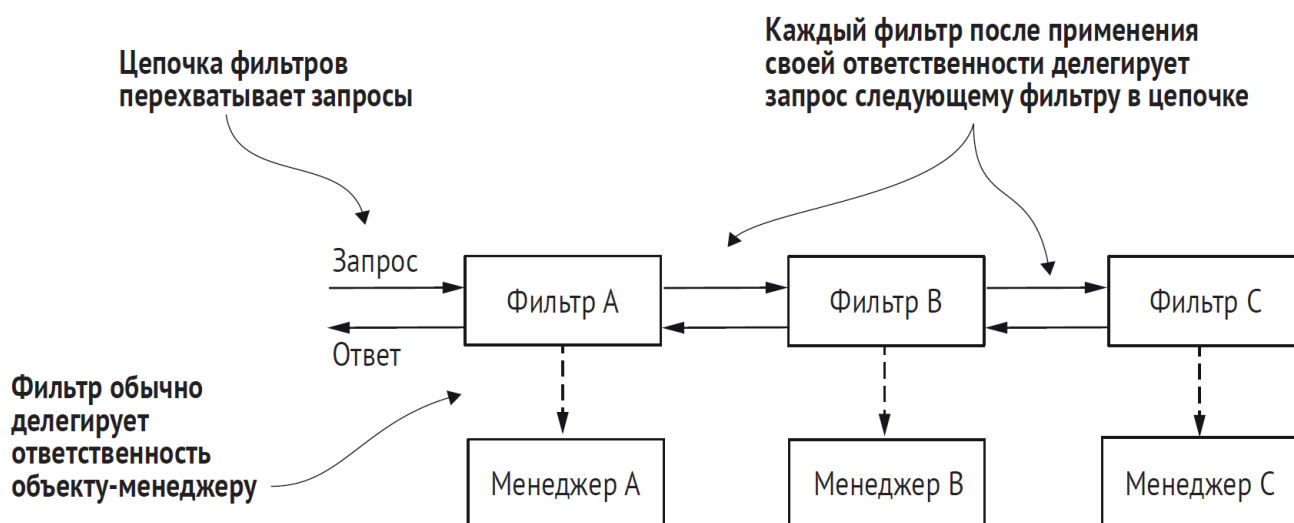 Цепочка фильтров
перехватывает запросы
Каждый фильтр после применения
своей ответственности делегирует
запрос следующему фильтру в цепочке
Запрос
Ответ
Фильтр A
Фильтр B
Фильтр C
Фильтр обычно
делегирует
ответственность
объекту-менеджеру
Менеджер A
Менеджер B
Менеджер C